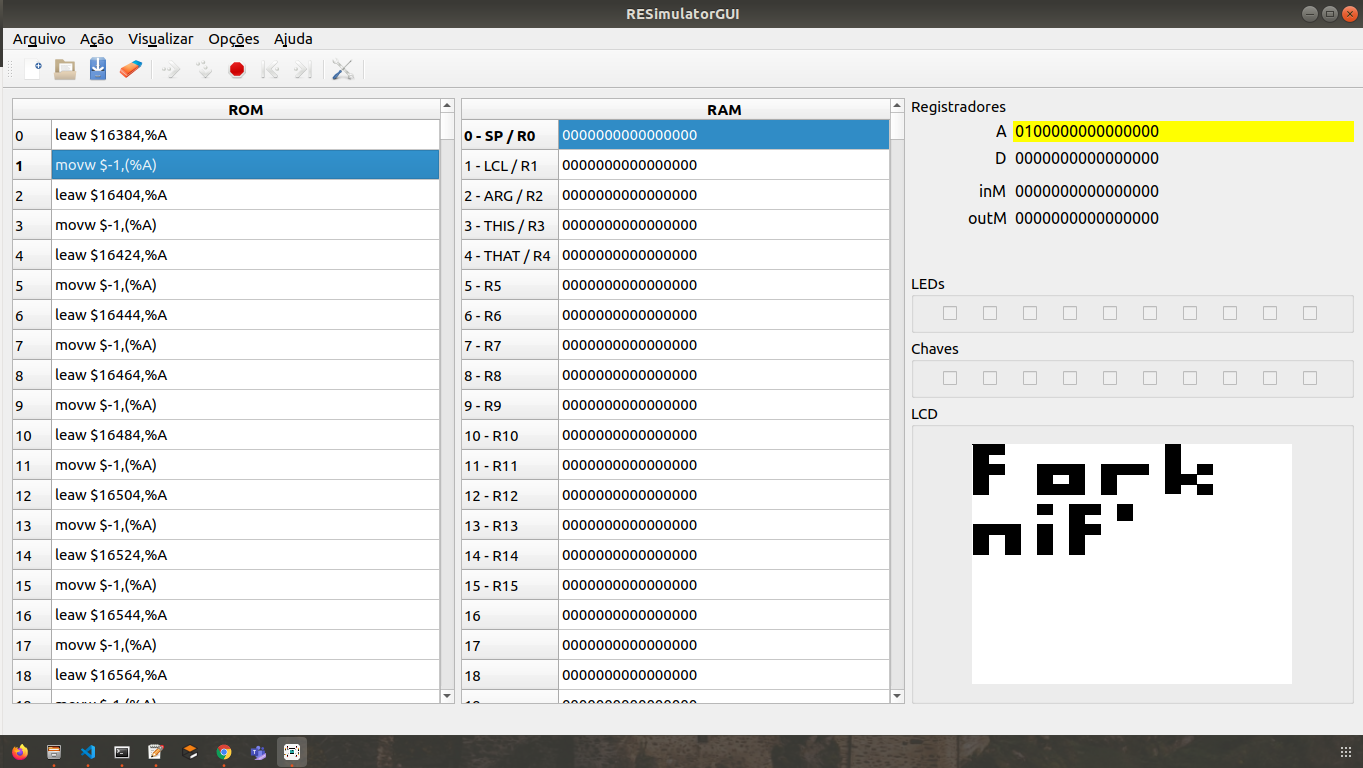 RESimulatorGUI
Arquivo Ação Visualizar Opções Ajuda
ROM
0 leaw $16384,%A
1 movw $-1,(%A)
2 leaw $16404,%A
3 movw $-1,(%A)
4 leaw $16424,%A
5 movw $-1,(%A)
6 leaw $16444,%A
7 movw $-1,(%A)
8 leaw $16464,%A
9 movw $-1,(%A)
10 leaw $16484,%A
11 movw $-1,(%A)
12 leaw $16504,%A
13 movw $-1,(%A)
14 leaw $16524,%A
15 movw $-1,(%A)
16 leaw $16544,%A
17 movw $-1,(%A)
18 leaw $16564,%A
19 movw $-1,(%A)
RAM
0 - SP / R0 0000000000000000
1 - LCL / R1 0000000000000000
2 - ARG / R2 0000000000000000
3 - THIS / R3 0000000000000000
4 - THAT / R4 0000000000000000
5 - R5 0000000000000000
6 - R6 0000000000000000
7 - R7 0000000000000000
8 - R8 0000000000000000
9 - R9 0000000000000000
10 - R10 0000000000000000
11 - R11 0000000000000000
12 - R12 0000000000000000
13 - R13 0000000000000000
14 - R14 0000000000000000
15 - R15 0000000000000000
16 0000000000000000
17 0000000000000000
18 0000000000000000
19 0000000000000000
Registradores
A 0100000000000000
D 0000000000000000
inM 0000000000000000
outM 0000000000000000
LEDs
Chaves
LCD
Fork
niF'